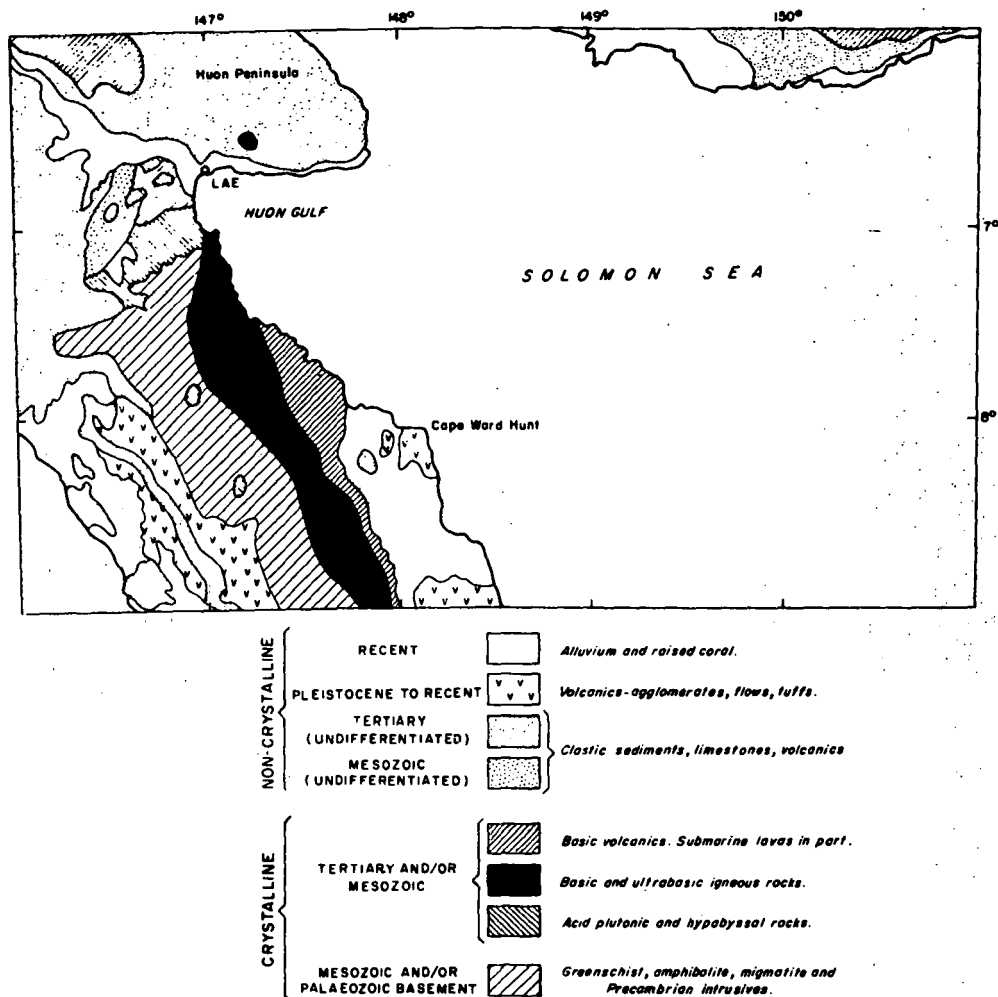 147°
148°
149°
150°
Huon Peninsula
LAE
HUON GULF
7°
SOLOMON SEA
Cape Ward Hunt
8°
NON-CRYSTALLINE
RECENT
Alluvium and raised coral.
PLEISTOCENE TO RECENT
Volcanics-agglomerates, flows, tuffs.
TERTIARY
(UNDIFFERENTIATED)
Clastic sediments, limestones, volcanics
MESOZOIC
(UNDIFFERENTIATED)
CRYSTALLINE
TERTIARY AND/OR
MESOZOIC
Basic volcanics. Submarine lavas in part.
Basic and ultrabasic igneous rocks.
Acid plutonic and hypabyssal rocks.
MESOZOIC AND/OR
PALAEOZOIC BASEMENT
Greenschist, amphibolite, migmatite and
Precambrian intrusives.